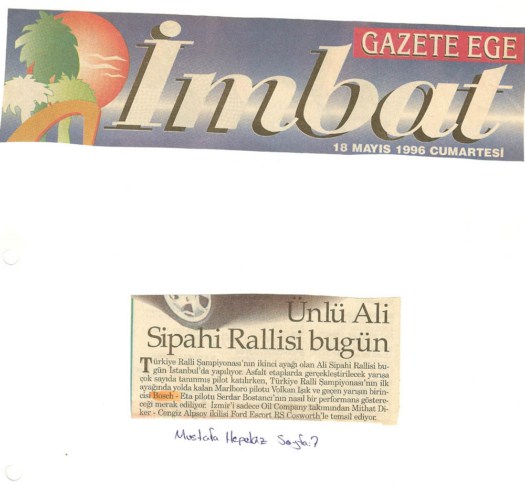 GAZETE EGE
İmbat
18 MAYIS 1996 CUMARTESİ
Ünlü Ali
Sipahi Rallisi bugün
Türkiye Ralli Şampiyonası'nın ikinci ayağı olan Ali Sipahi Rallisi bu-
gün İstanbul'da yapılıyor. Asfalt etaplarda gerçekleştirilecek yarışa
çok sayıda tanınmış pilot katılırken, Türkiye Ralli Şampiyonası'nın ilk
ayağında yolda kalan Marlboro pilotu Volkan Işık ve geçen yarışın birin-
cisi Bosch - Eta pilotu Serdar Bostancı'nın nasıl bir performans göstere-
ceği merak ediliyor. İzmir'i sadece Oil Company takımından Mithat Di-
ker - Cengiz Alpsoy ikilisi Ford Escort RS Cosworth'le temsil ediyor.
Mustafa Sayfa:7